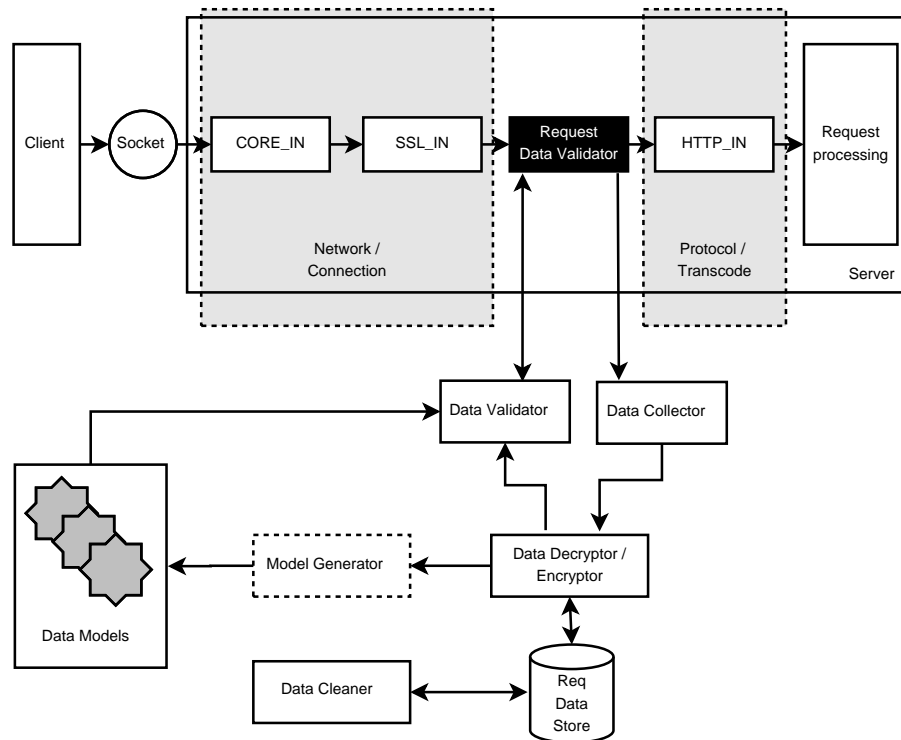 Client
Socket
CORE_IN
SSL_IN
Request
Data Validator
HTTP_IN
Request
processing
Network /
Connection
Protocol /
Transcode
Server
Data Validator
Data Collector
Model Generator
Data Decryptor /
Encryptor
Data Models
Data Cleaner
Req
Data
Store